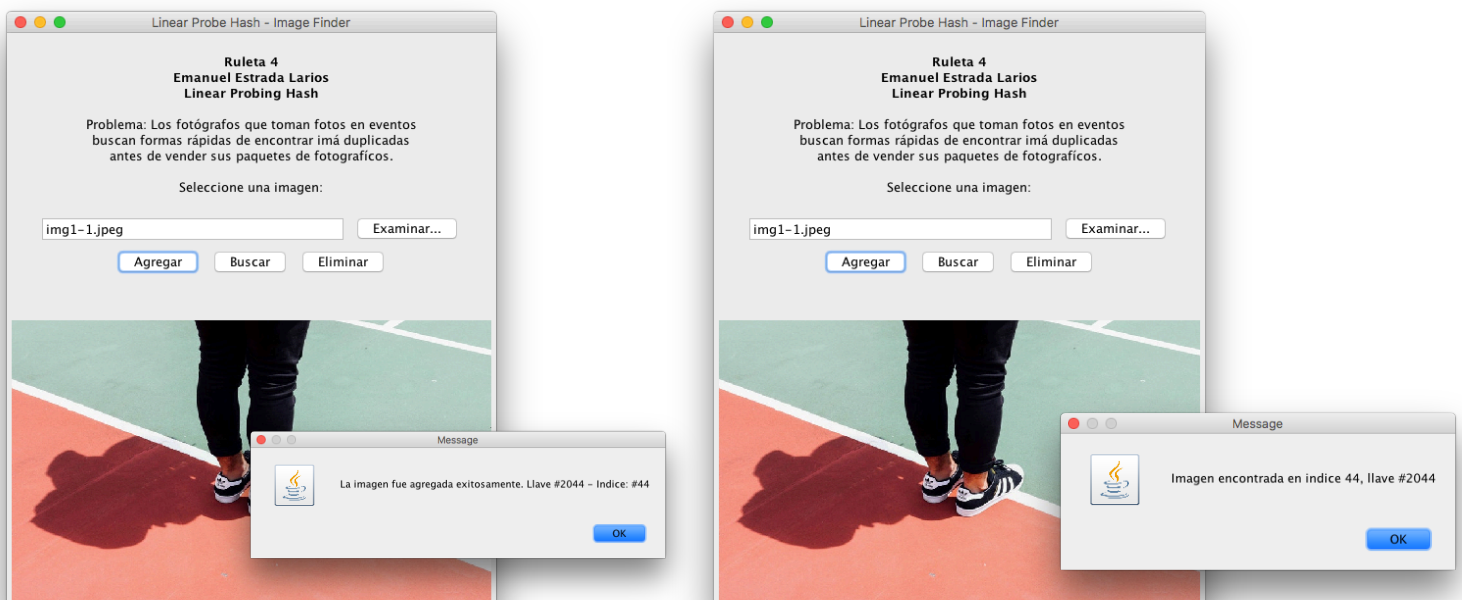 Linear Probe Hash - Image Finder
Ruleta 4
Emanuel Estrada Larios
Linear Probing Hash
Problema: Los fotógrafos que toman fotos en eventos
buscan formas rápidas de encontrar imá duplicadas
antes de vender sus paquetes de fotografícos.
Seleccione una imagen:
img1-1.jpeg
Examinar...
Agregar
Buscar
Eliminar
Message
La imagen fue agregada exitosamente. Llave #2044 - Indice: #44
OK
Linear Probe Hash - Image Finder
Ruleta 4
Emanuel Estrada Larios
Linear Probing Hash
Problema: Los fotógrafos que toman fotos en eventos
buscan formas rápidas de encontrar imá duplicadas
antes de vender sus paquetes de fotografícos.
Seleccione una imagen:
img1-1.jpeg
Examinar...
Agregar
Buscar
Eliminar
Message
Imagen encontrada en indice 44, llave #2044
OK